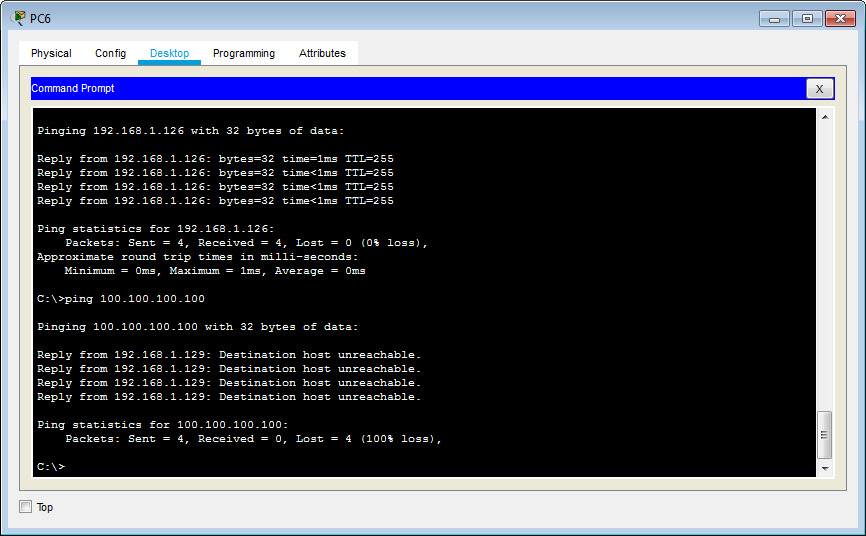 PC6
Physical Config Desktop Programming Attributes
Command Prompt X
Pinging 192.168.1.126 with 32 bytes of data:
Reply from 192.168.1.126: bytes=32 time=1ms TTL=255
Reply from 192.168.1.126: bytes=32 time<1ms TTL=255
Reply from 192.168.1.126: bytes=32 time<1ms TTL=255
Reply from 192.168.1.126: bytes=32 time<1ms TTL=255
Ping statistics for 192.168.1.126:
Packets: Sent = 4, Received = 4, Lost = 0 (0% loss),
Approximate round trip times in milli-seconds:
Minimum = 0ms, Maximum = 1ms, Average = 0ms
C:\>ping 100.100.100.100
Pinging 100.100.100.100 with 32 bytes of data:
Reply from 192.168.1.129: Destination host unreachable.
Reply from 192.168.1.129: Destination host unreachable.
Reply from 192.168.1.129: Destination host unreachable.
Reply from 192.168.1.129: Destination host unreachable.
Ping statistics for 100.100.100.100:
Packets: Sent = 4, Received = 0, Lost = 4 (100% loss),
C:\>
Top